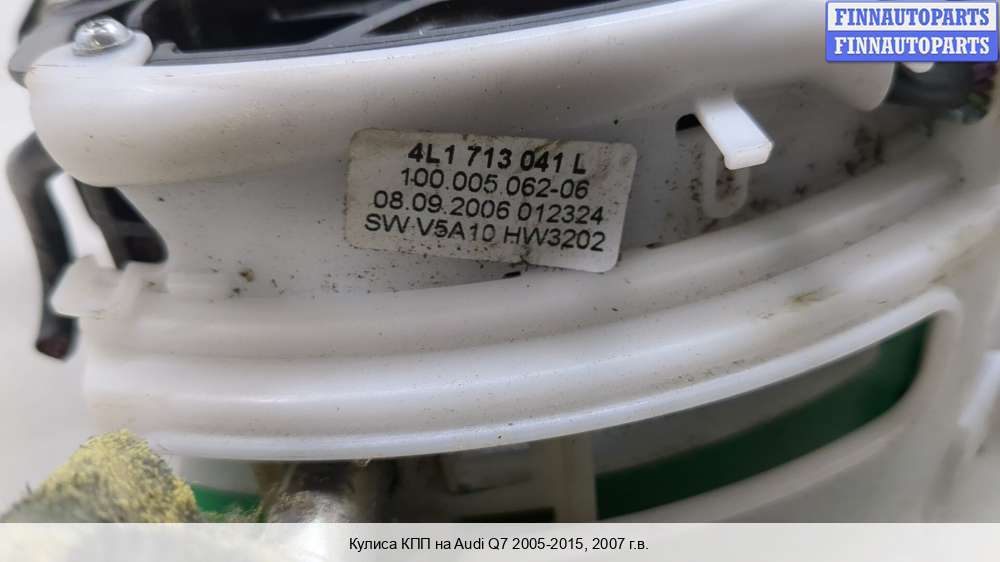 FINNAUTOPARTS
FINNAUTOPARTS
4L1 713 041 L
100.005.062-06
08.09.2006 012324
SW V5A10 HW3202
Кулиса КПП на Audi Q7 2005-2015, 2007 г.в.